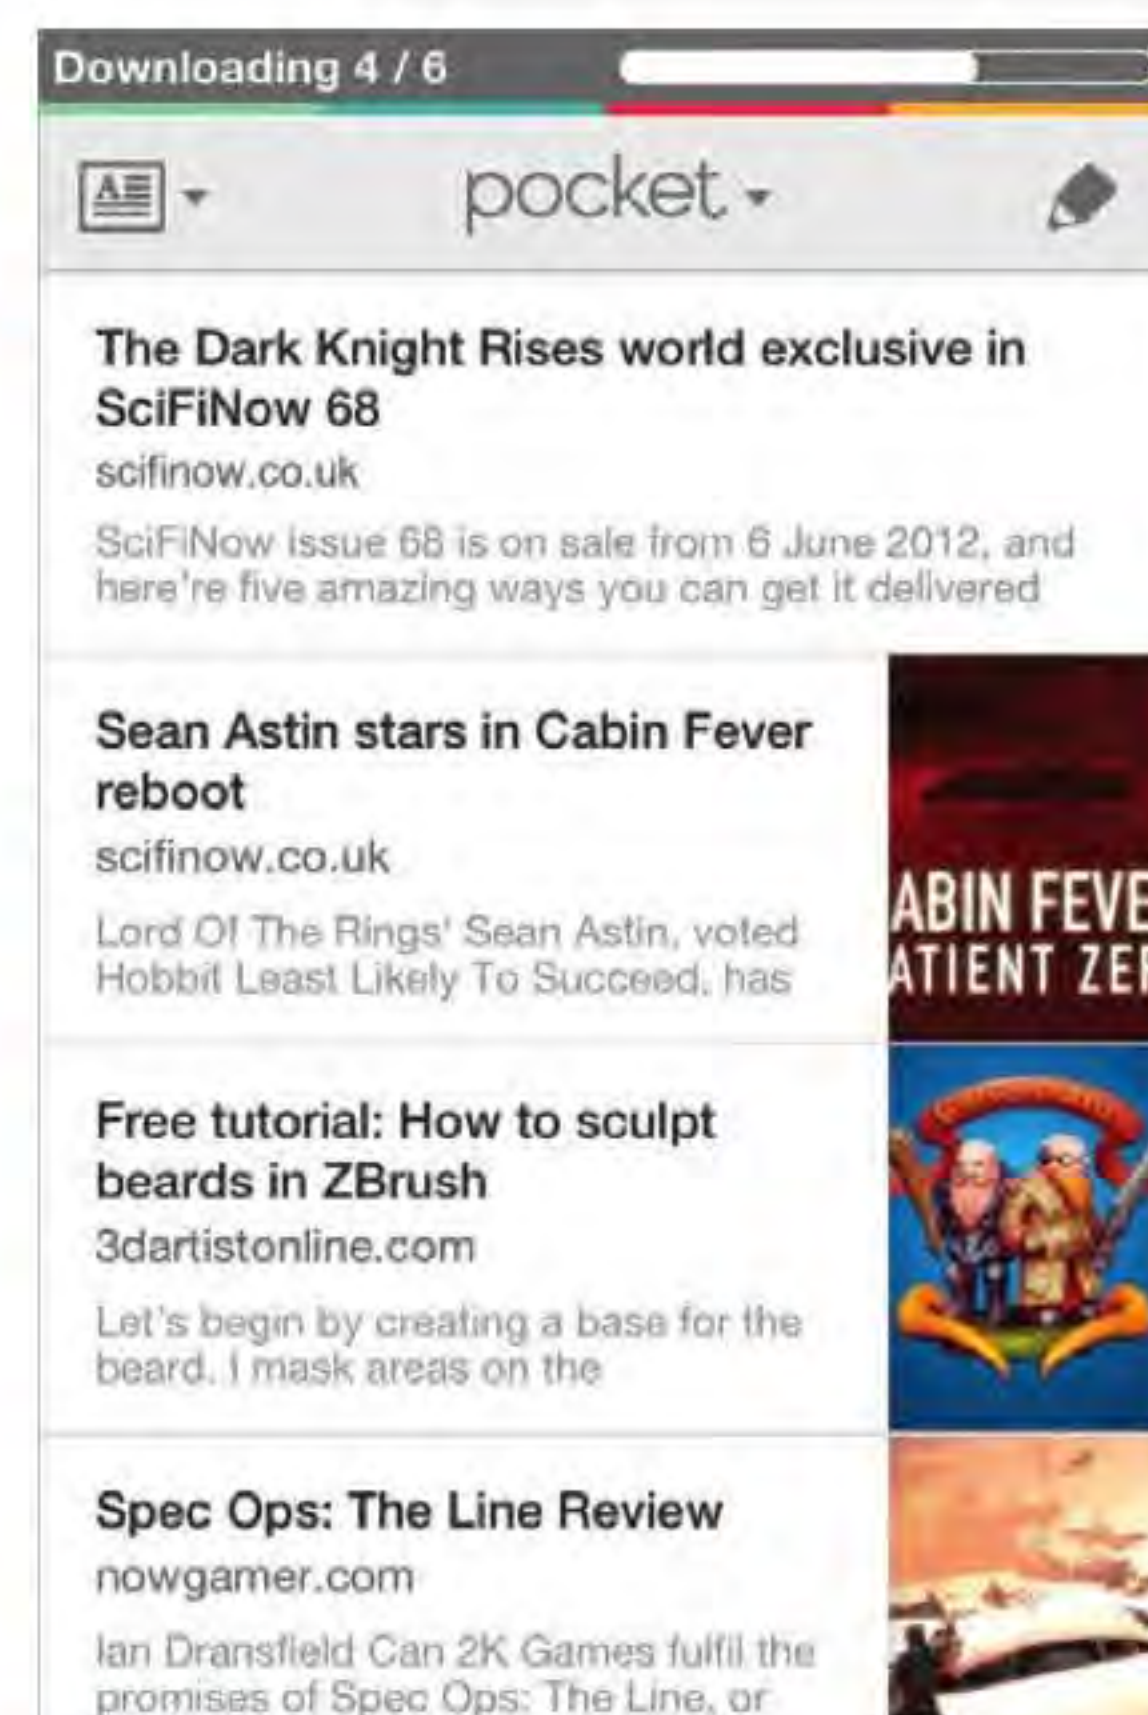 Downloading 4 / 6
pocket
The Dark Knight Rises world exclusive in
SciFiNow 68
scifinow.co.uk
SciFiNow issue 68 is on sale from 6 June 2012, and
here're five amazing ways you can get it delivered
Sean Astin stars in Cabin Fever
reboot
scifinow.co.uk
Lord Of The Rings' Sean Astin, voted
Hobbit Least Likely To Succeed, has
ABIN FEVE
ATIENT ZER
Free tutorial: How to sculpt
beards in ZBrush
3dartistonline.com
Let's begin by creating a base for the
beard. I mask areas on the
Spec Ops: The Line Review
nowgamer.com
Ian Dransfield Can 2K Games fulfil the
promises of Spec Ops: The Line, or